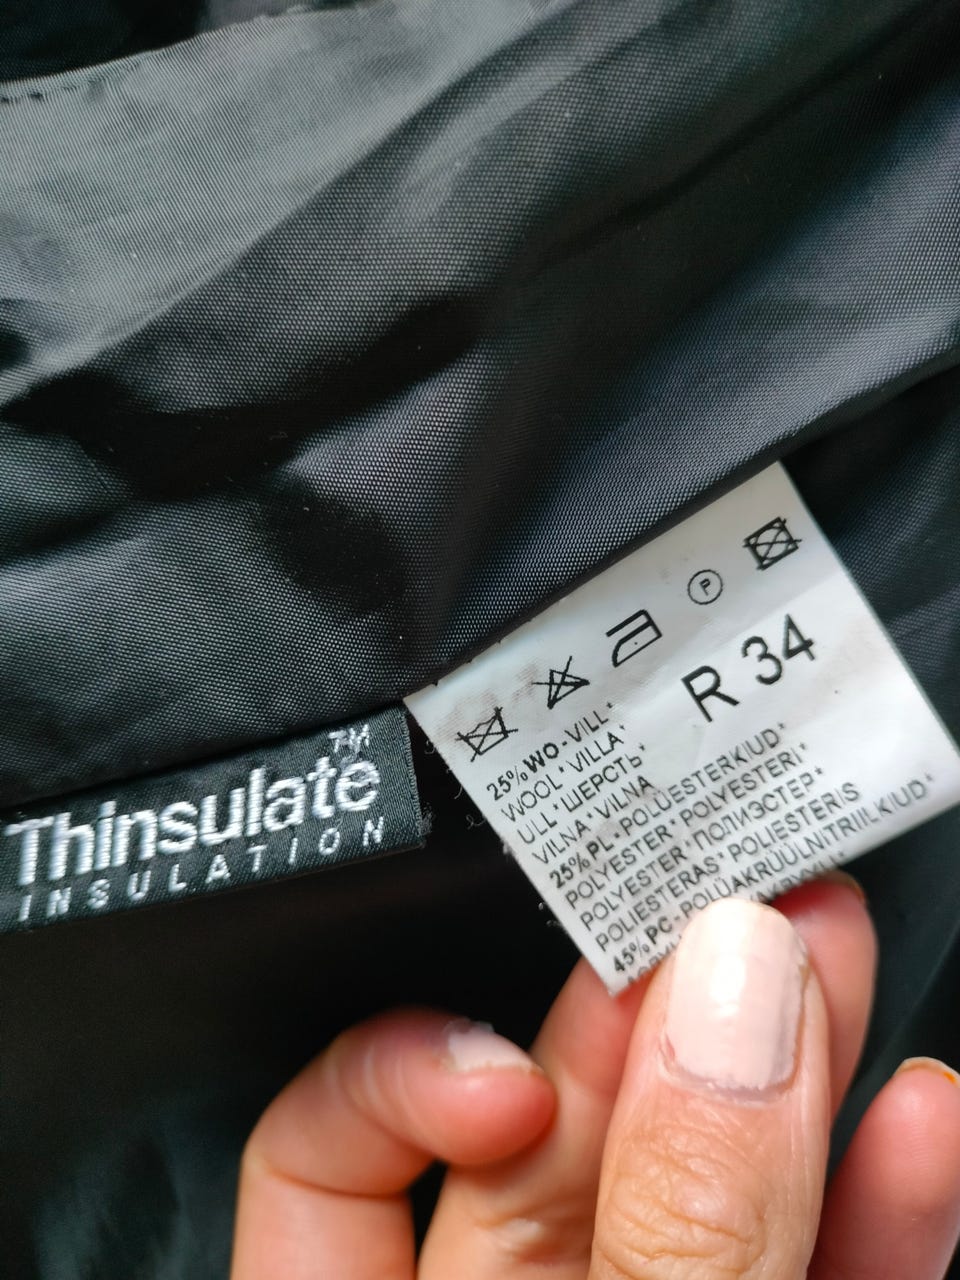 Thinsulate™
INSULATION
P
R 34
25% WO-VILL*
WOOL*VILLA*
ULL*ШЕРСТЬ*
VILNA*VILNA
25% PL*POLÜESTERKIUD*
POLYESTER*POLYESTERI*
POLYESTER*ПОЛИЭСТЕР*
POLIESTERAS*POLIESTERIS
45% PC-POLÜAKRÜÜLNITRIILKIUD*